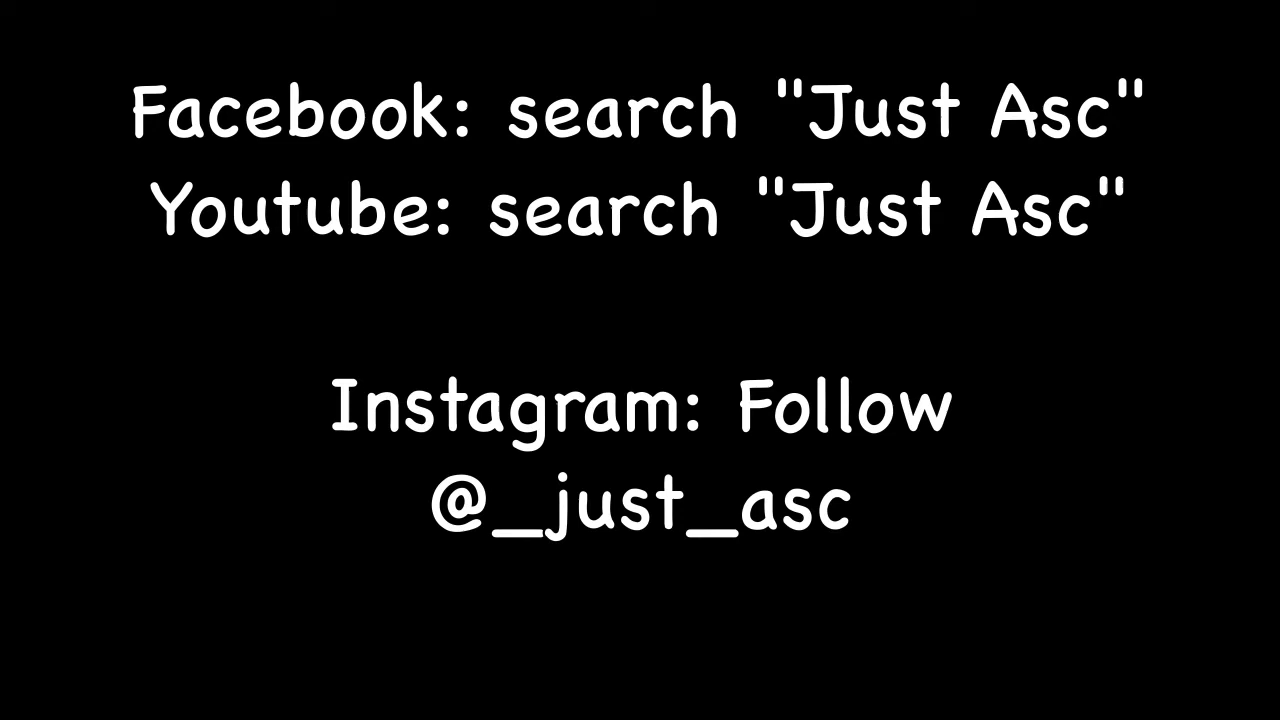 Facebook: search "Just Asc"
Youtube: search "Just Asc"
Instagram: Follow
@_just_asc